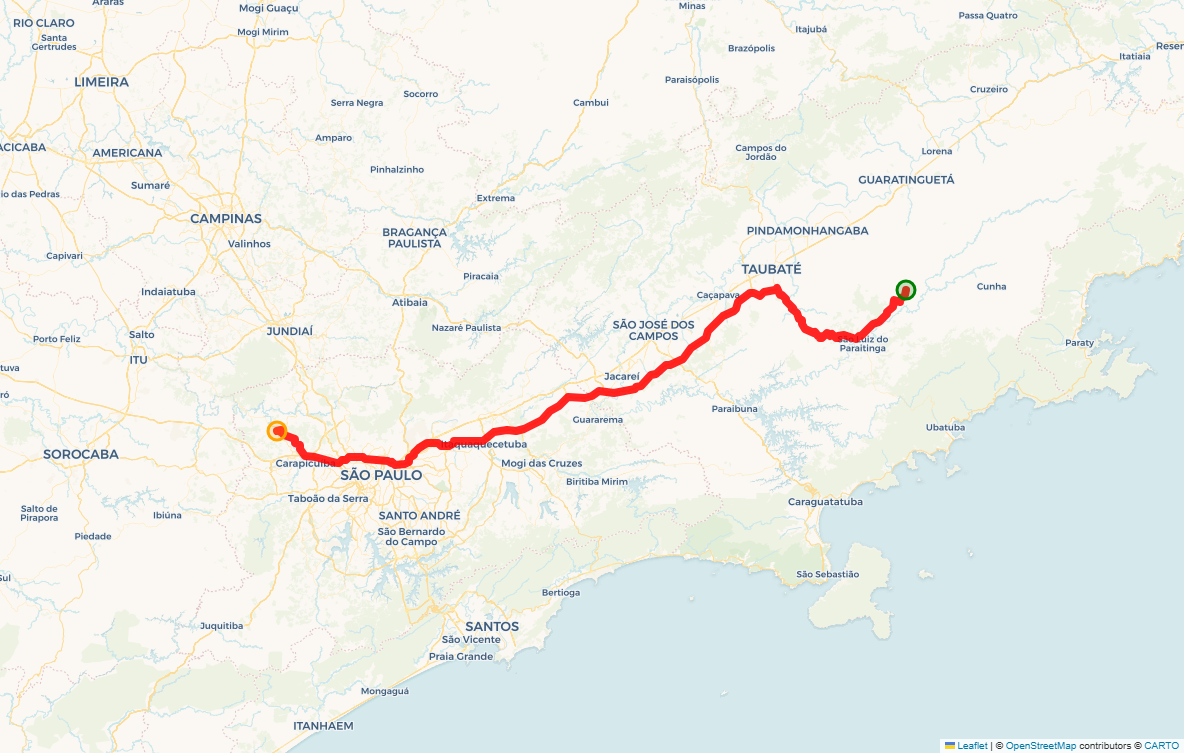 Araras
Mogi Guaçu
Minas
Itajubá
Passa Quatro
RIO CLARO
Santa
Gertrudes
Mogi Mirim
Brazópolis
Itatiaia
LIMEIRA
Paraisópolis
Cruzeiro
Serra Negra
Socorro
Cambui
Amparo
ACICABA
AMERICANA
Campos do
Jordão
Lorena
Pinhalzinho
Sumaré
GUARATINGUETÁ
io das Pedras
Extrema
CAMPINAS
Valinhos
BRAGANÇA
PAULISTA
PINDAMONHANGABA
Capivari
TAUBATÉ
Piracaia
Cunha
Indaiatuba
Atibaia
Caçapava
Salto
JUNDIAÍ
Nazaré Paulista
SÃO JOSÉ DOS
CAMPOS
Porto Feliz
São Luiz do
Paraitinga
Paraty
ITU
Jacareí
Paraibuna
Guararema
Ubatuba
SOROCABA
Itaquaquecetuba
Carapicuíba
Mogi das Cruzes
SÃO PAULO
Biritiba Mirim
Taboão da Serra
Caraguatatuba
Salto de
Pirapora
Ibiúna
SANTO ANDRÉ
Piedade
São Bernardo
do Campo
São Sebastião
Bertioga
Juquitiba
SANTOS
São Vicente
Praia Grande
Mongaguá
ITANHAEM
Leaflet | © OpenStreetMap contributors © CARTO